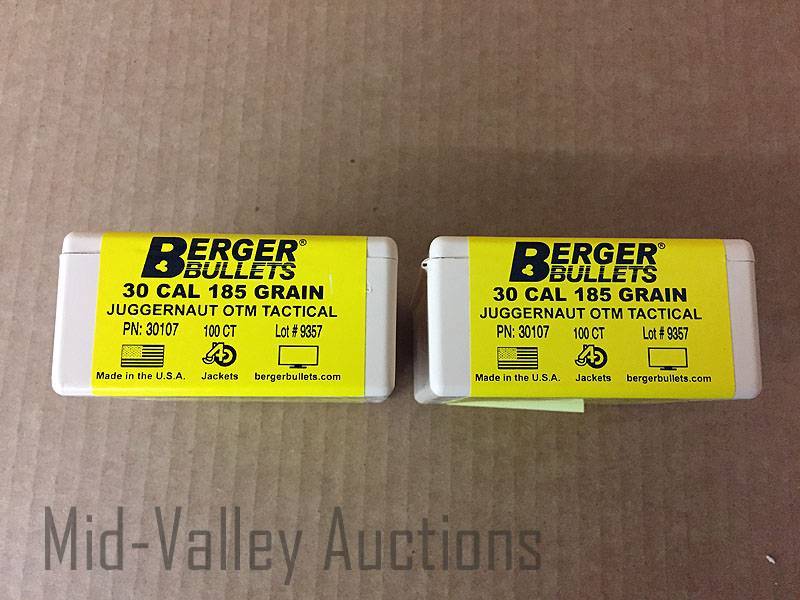 BERGER®
BULLETS
30 CAL 185 GRAIN
JUGGERNAUT OTM TACTICAL
PN: 30107 100 CT Lot # 9357
Made in the U.S.A. J4 Jackets bergerbullets.com
BERGER®
BULLETS
30 CAL 185 GRAIN
JUGGERNAUT OTM TACTICAL
PN: 30107 100 CT Lot # 9357
Made in the U.S.A. J4 Jackets bergerbullets.com
Mid-Valley Auctions